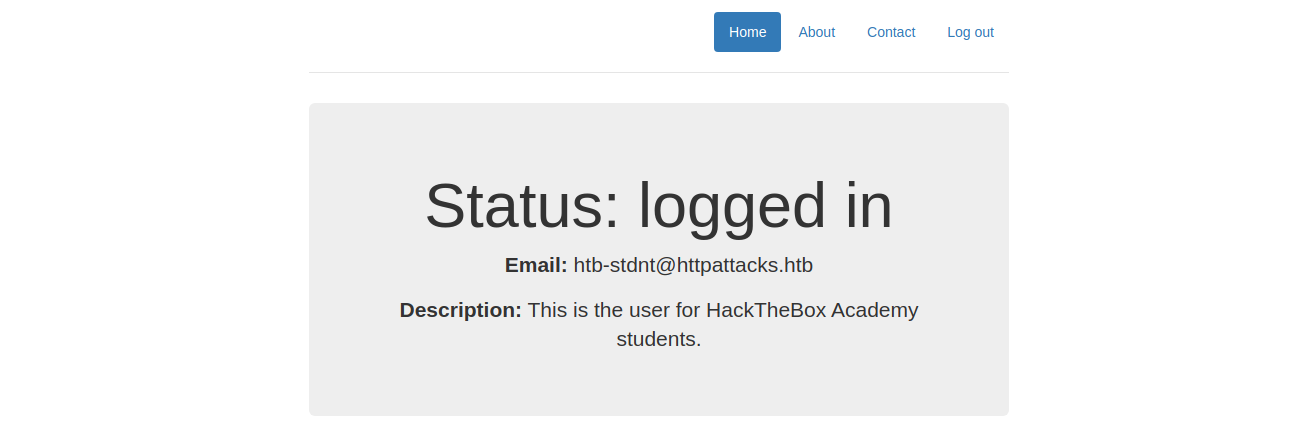 Home About Contact Log out
Status: logged in
Email: htb-stdnt@httpattacks.htb
Description: This is the user for HackTheBox Academy
students.